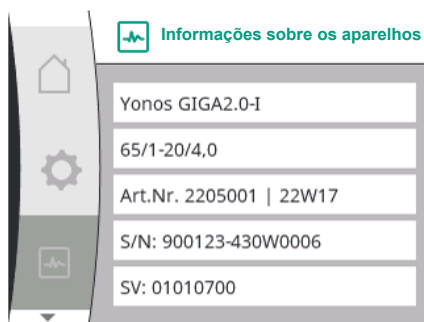 Informações sobre os aparelhos
Yonos GIGA2.0-I
65/1-20/4,0
Art.Nr. 2205001 | 22W17
S/N: 900123-430W0006
SV: 01010700